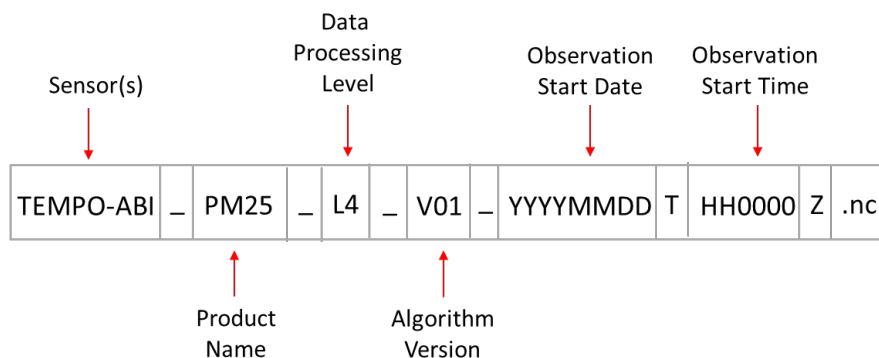 Data
Processing
Level
Observation
Start Date
Observation
Start Time
Sensor(s)
TEMPO-ABI _ PM25 _ L4 _ V01 _ YYYYMMDD T HH0000 Z .nc
Product
Name
Algorithm
Version